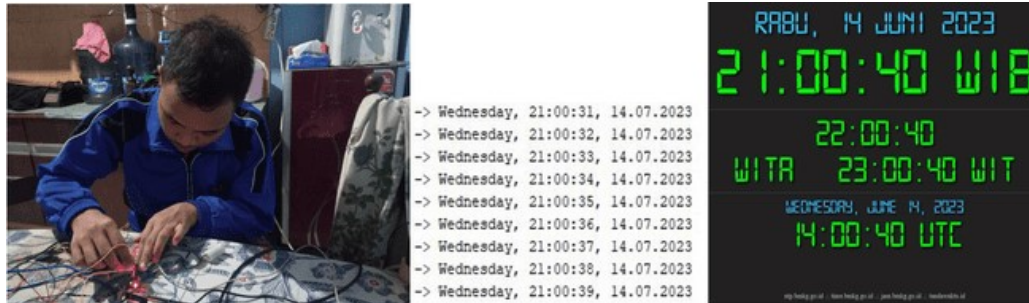 -> Wednesday, 21:00:31, 14.07.2023
-> Wednesday, 21:00:32, 14.07.2023
-> Wednesday, 21:00:33, 14.07.2023
-> Wednesday, 21:00:34, 14.07.2023
-> Wednesday, 21:00:35, 14.07.2023
-> Wednesday, 21:00:36, 14.07.2023
-> Wednesday, 21:00:37, 14.07.2023
-> Wednesday, 21:00:38, 14.07.2023
-> Wednesday, 21:00:39, 14.07.2023
RABU, 14 JUNI 2023
21:00:40 WIB
22:00:40
WITA 23:00:40 WIT
WEDNESDAY, JUNE 14, 2023
14:00:40 UTC